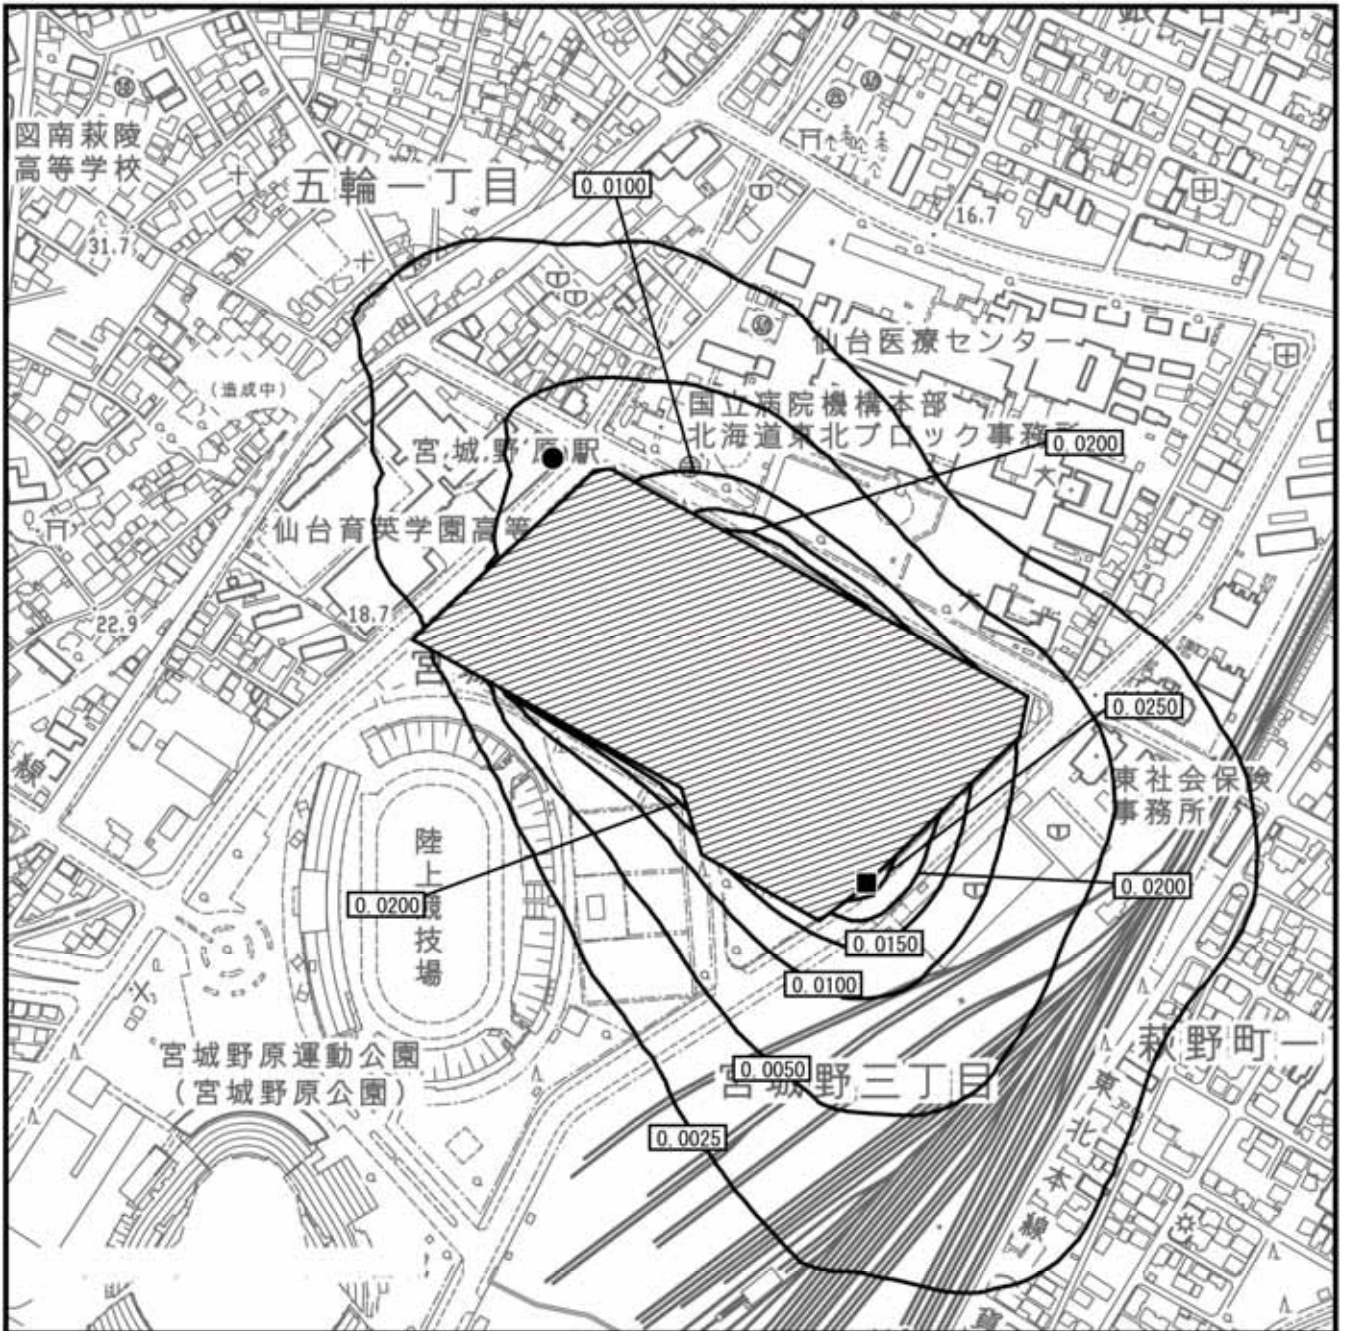 図南萩陵
高等学校
五輪一丁目
0.0100
16.7
31.7
仙台医療センター
(造成中)
国立病院機構本部
北海道東北ブロック事務所
0.0200
宮城野原駅
仙台育英学園高等
18.7
22.9
宮
0.0250
線
東社会保険
事務所
陸上競技場
0.0200
0.0200
0.0150
0.0100
宮城野原運動公園
(宮城野原公園)
萩野町一
0.0050
宮城野三丁目
0.0025
東北本線
貨